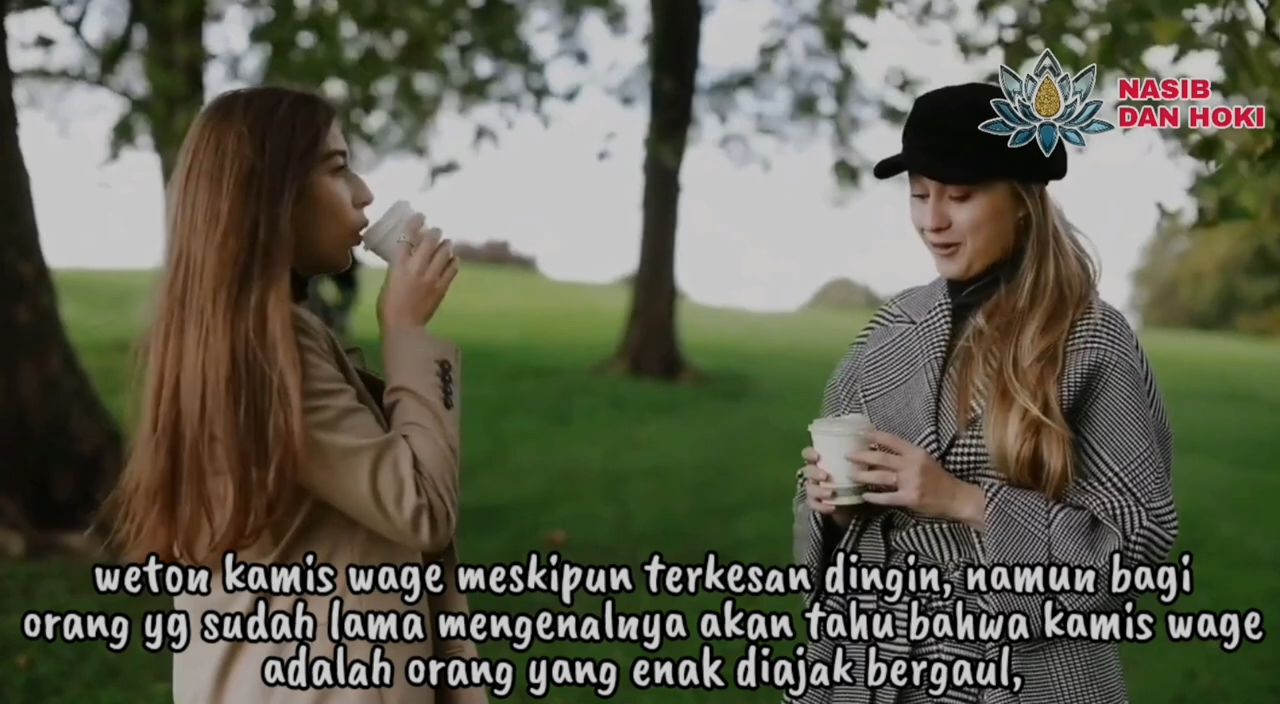 NASIB
DAN HOKI
weton kamis wage meskipun terkesan dingin, namun bagi
orang yg sudah lama mengenalnya akan tahu bahwa kamis wage
adalah orang yang enak diajak bergaul,